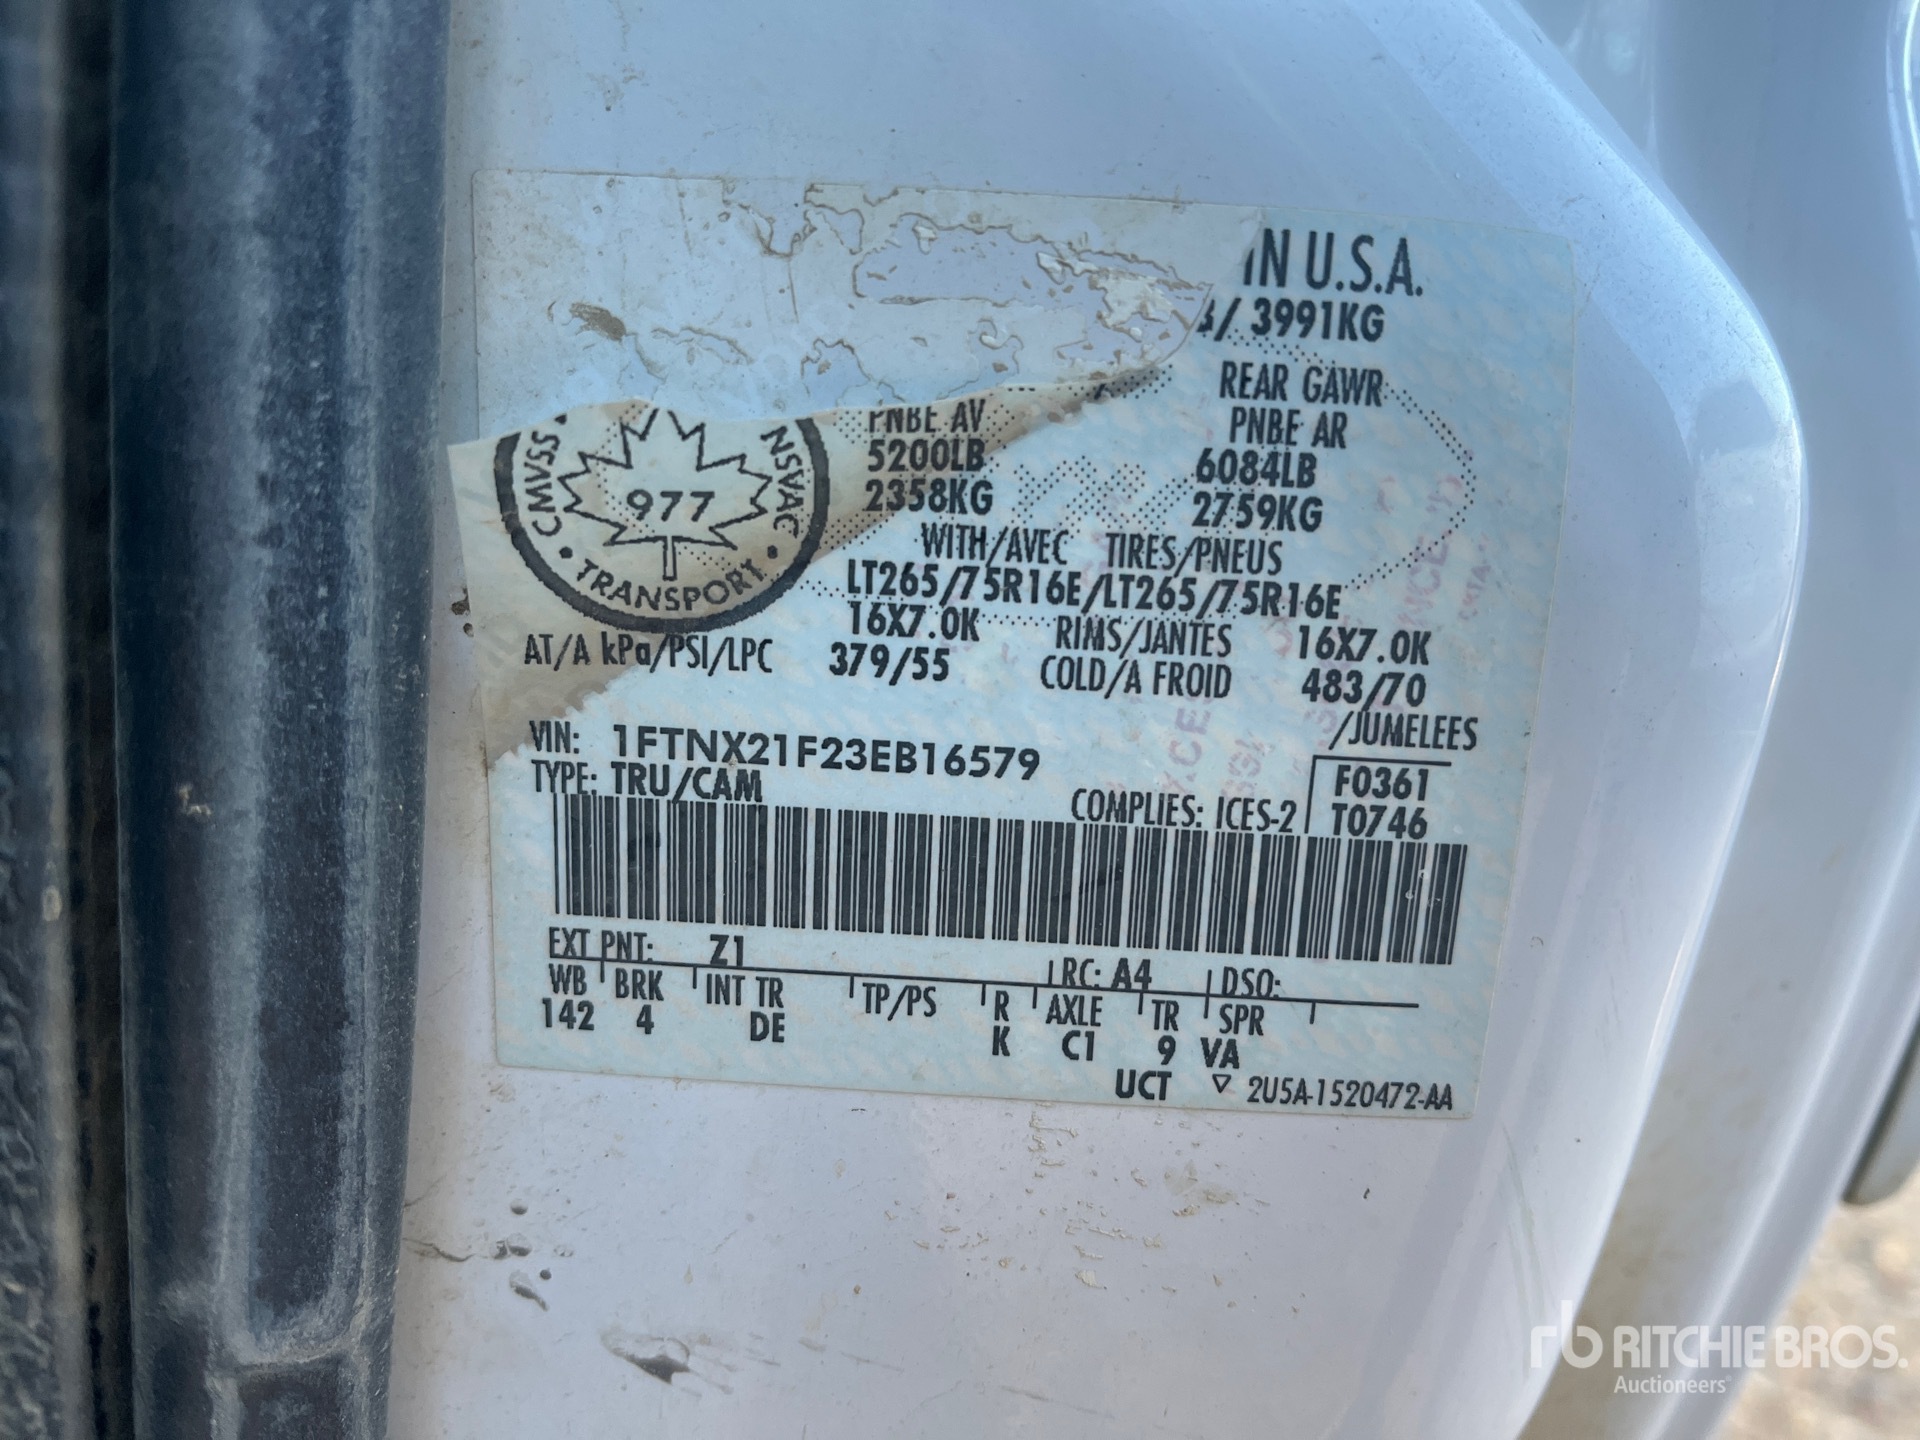 IN U.S.A.
/ 3991KG
REAR GAWR
PNBE AV PNBE AR
5200LB 6084LB
2358KG 2759KG
CMVSS NSVAC
977
TRANSPORT
WITH/AVEC TIRES/PNEUS
LT265/75R16E/LT265/75R16E
16X7.0K RIMS/JANTES 16X7.0K
AT/A kPa/PSI/LPC 379/55 COLD/A FROID 483/70
/JUMELEES
VIN: 1FTNX21F23EB16579
TYPE: TRU/CAM
COMPLIES: ICES-2
F0361
T0746
EXT PNT: Z1 RC: A4 DSO:
WB BRK INT TR TP/PS R AXLE TR SPR
142 4 DE K C1 9 VA
UCT 2U5A-1520472-AA
rb RITCHIE BROS.
Auctioneers